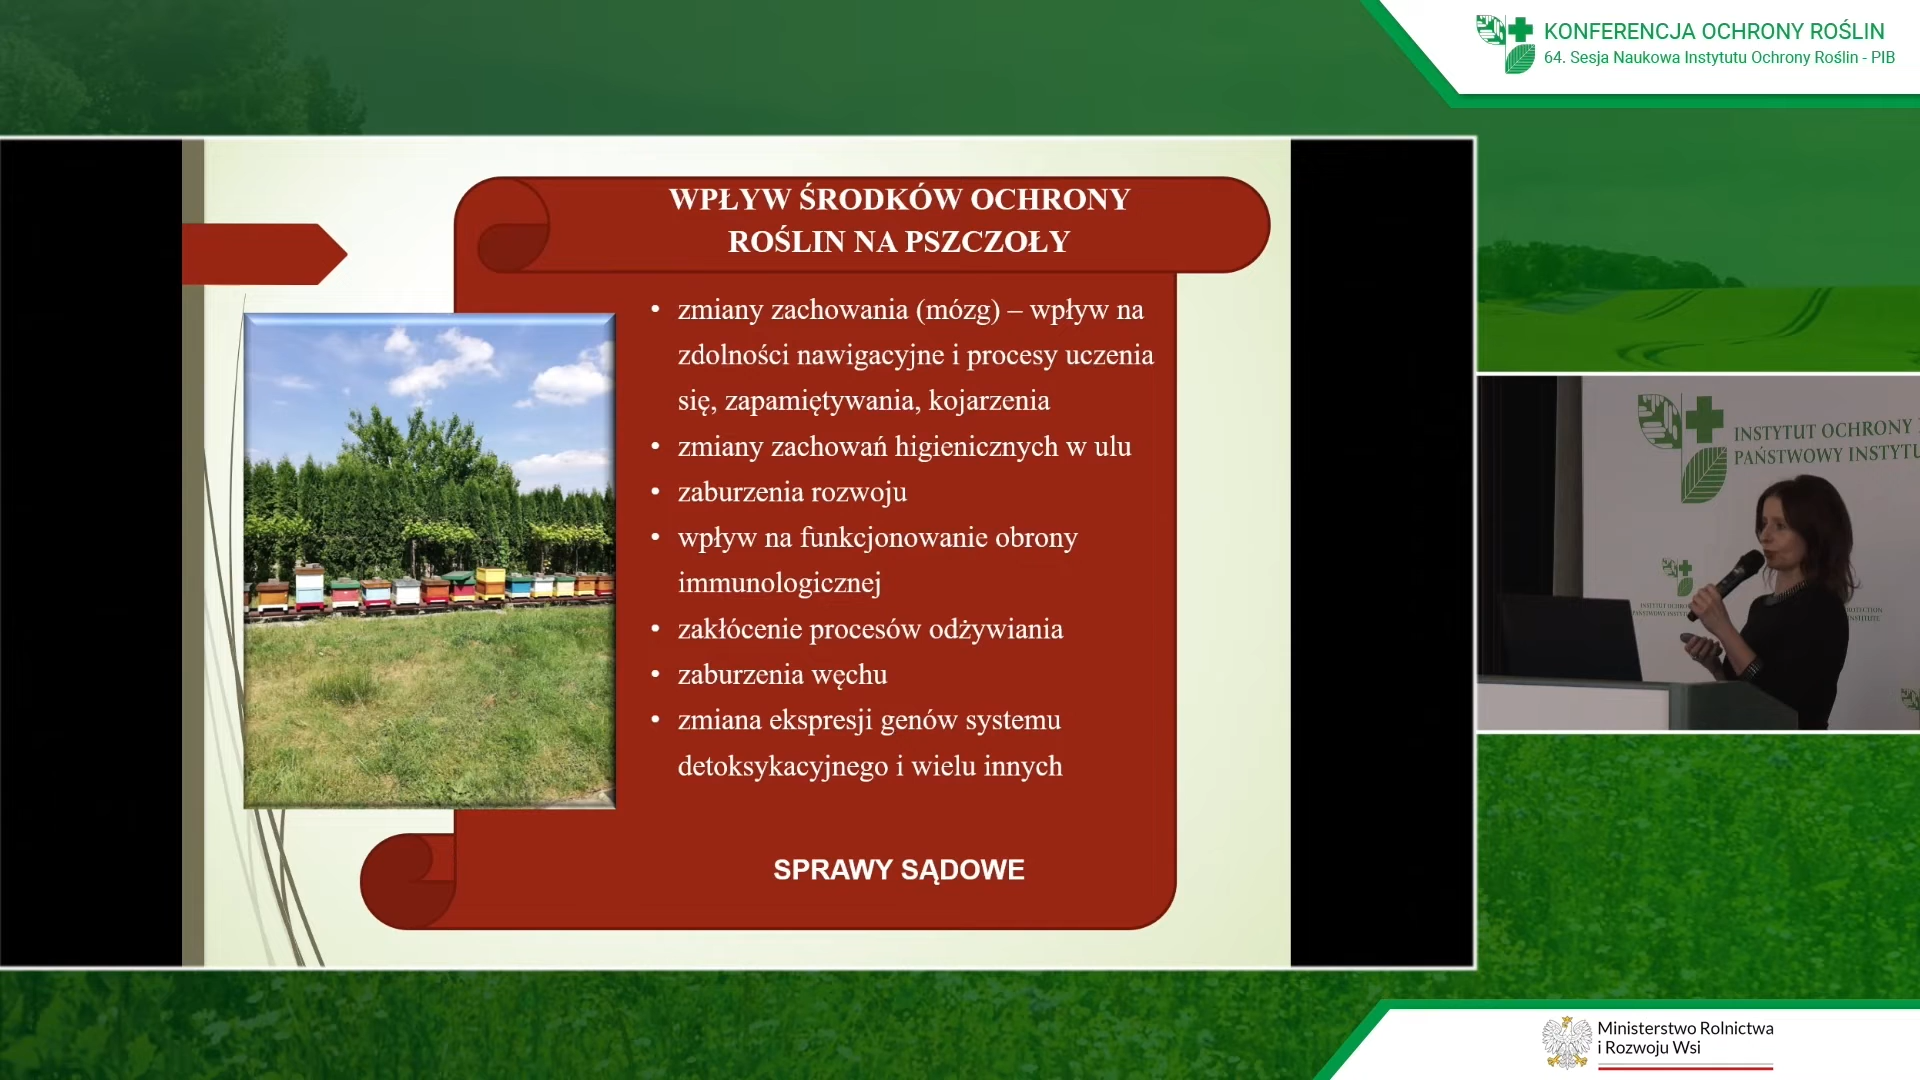 KONFERENCJA OCHRONY ROŚLIN
64. Sesja Naukowa Instytutu Ochrony Roślin - PIB
WPŁYW ŚRODKÓW OCHRONY
ROŚLIN NA PSZCZOŁY
• zmiany zachowania (mózg) – wpływ na
zdolności nawigacyjne i procesy uczenia
się, zapamiętywania, kojarzenia
• zmiany zachowań higienicznych w ulu
• zaburzenia rozwoju
• wpływ na funkcjonowanie obrony
immunologicznej
• zakłócenie procesów odżywiania
• zaburzenia węchu
• zmiana ekspresji genów systemu
detoksykacyjnego i wielu innych
SPRAWY SĄDOWE
INSTYTUT OCHRONY
PAŃSTWOWY INSTYTU
Ministerstwo Rolnictwa
i Rozwoju Wsi